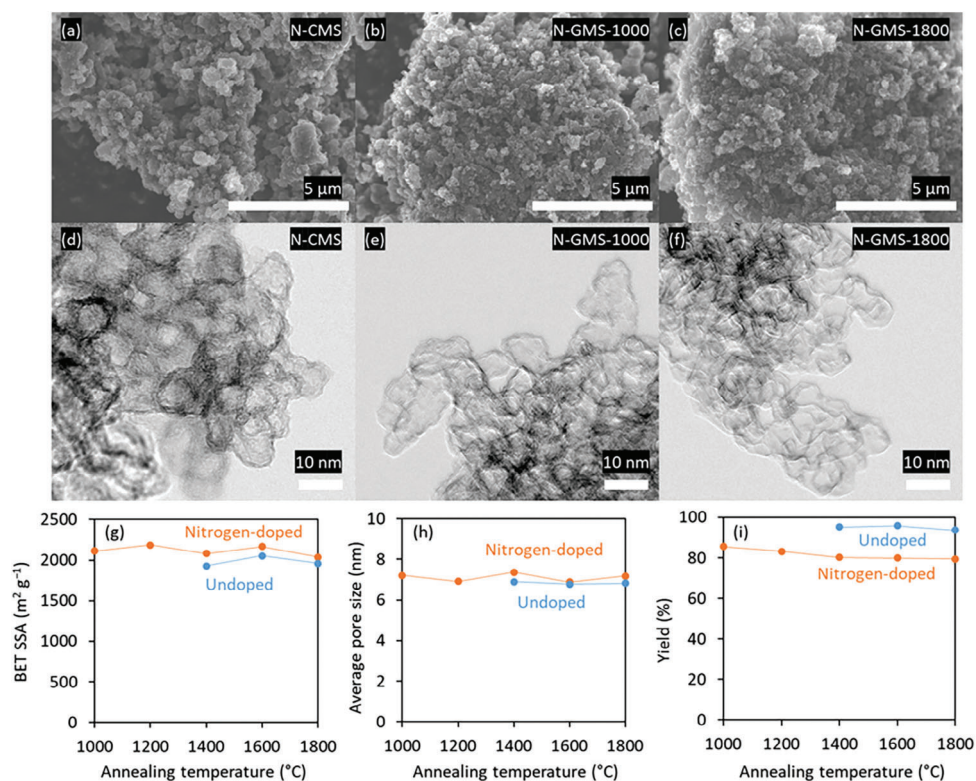 (a) N-CMS
5 μm
(b) N-GMS-1000
5 μm
(c) N-GMS-1800
5 μm
(d) N-CMS
10 nm
(e) N-GMS-1000
10 nm
(f) N-GMS-1800
10 nm
(g)
Nitrogen-doped
Undoped
BET SSA (m² g⁻¹)
2500
2000
1500
1000
500
0
1000 1200 1400 1600 1800
Annealing temperature (°C)
(h)
Nitrogen-doped
Undoped
Average pore size (nm)
10
8
6
4
2
0
1000 1200 1400 1600 1800
Annealing temperature (°C)
(i)
Undoped
Nitrogen-doped
Yield (%)
100
80
60
40
20
0
1000 1200 1400 1600 1800
Annealing temperature (°C)